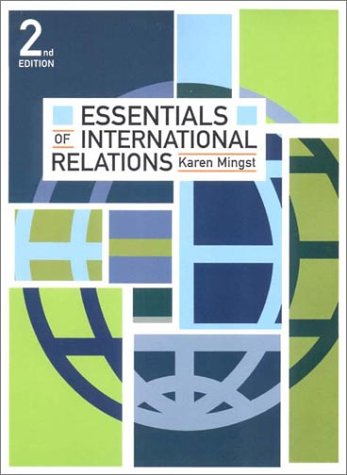 2nd
EDITION
ESSENTIALS
OF INTERNATIONAL
RELATIONS Karen Mingst